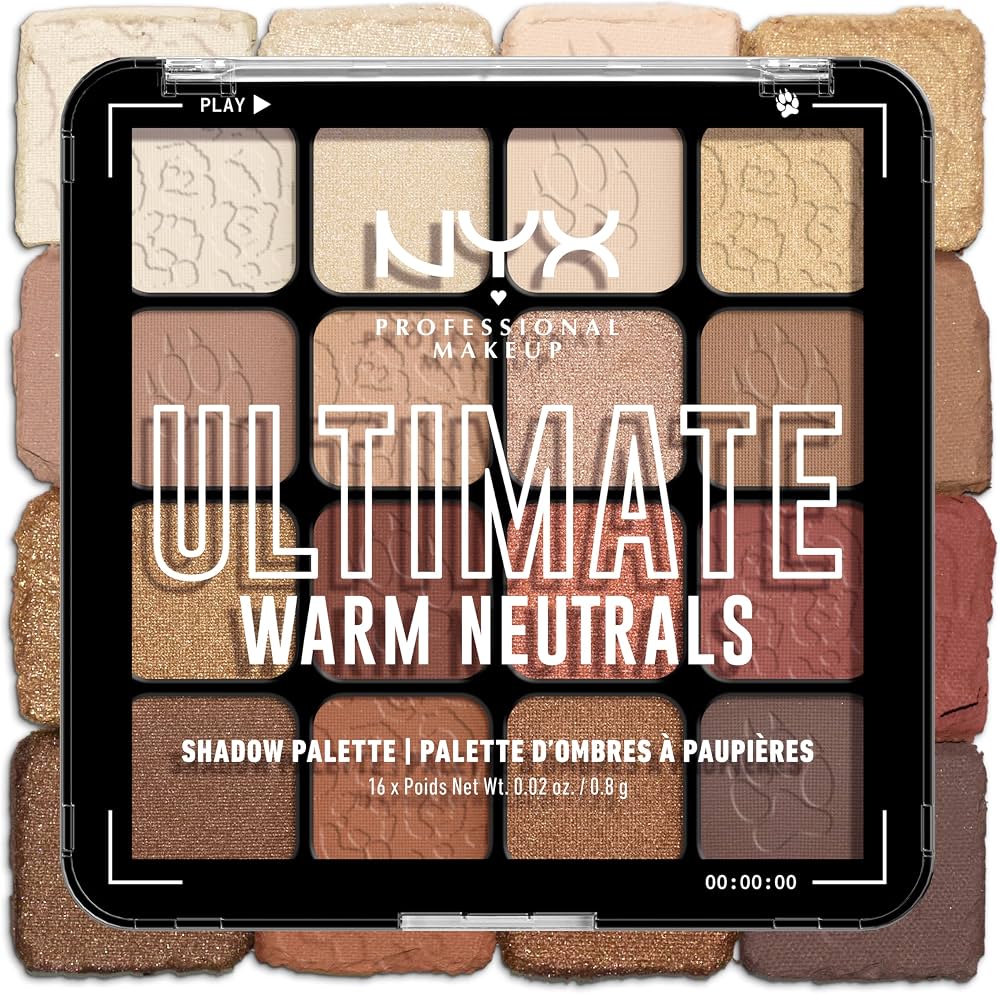 PLAY
NYX
PROFESSIONAL
MAKEUP
ULTIMATE
WARM NEUTRALS
SHADOW PALETTE | PALETTE D'OMBRES À PAUPIÈRES
16 x Poids Net Wt. 0.02 oz. / 0.8 g
00:00:00